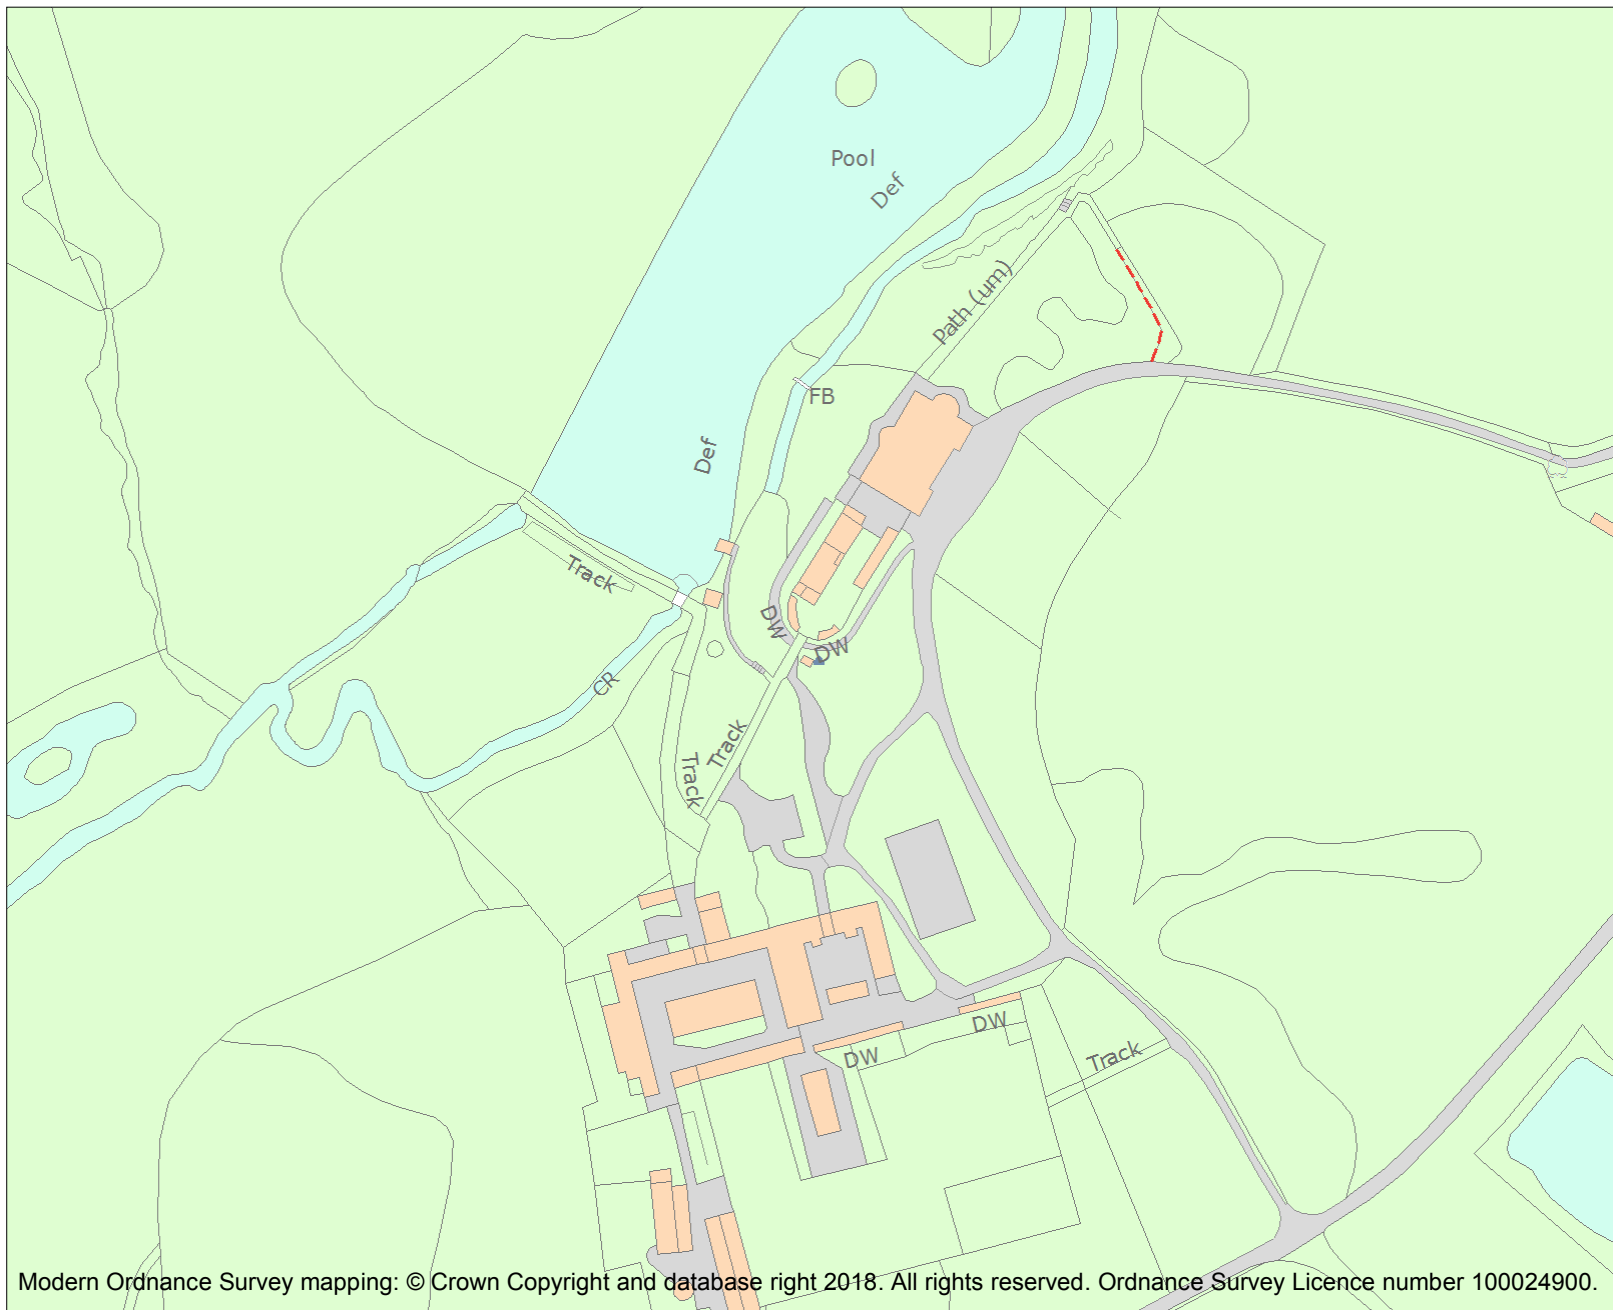 Pool
Def
Path (um)
FB
Def
Track
DW
DW
CR
Track
Track
DW
DW
Track
Modern Ordnance Survey mapping: © Crown Copyright and database right 2018. All rights reserved. Ordnance Survey Licence number 100024900.